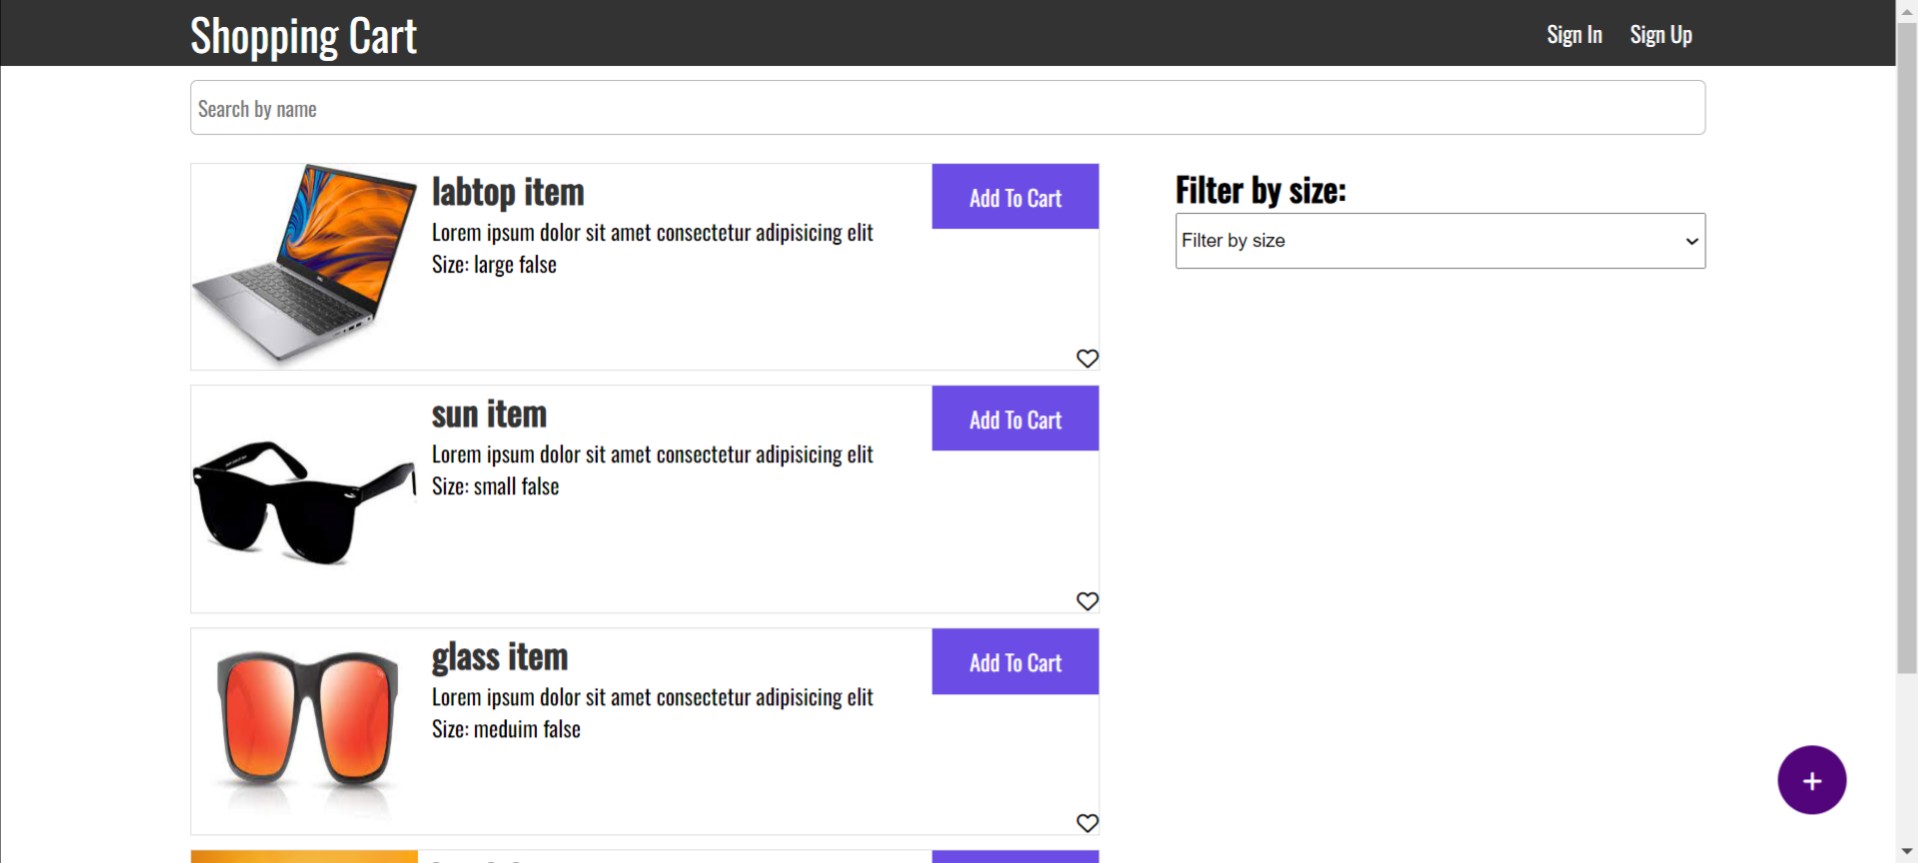 Shopping Cart
Sign In
Sign Up
Search by name
labtop item
Lorem ipsum dolor sit amet consectetur adipisicing elit
Size: large false
Add To Cart
Filter by size:
Filter by size
sun item
Lorem ipsum dolor sit amet consectetur adipisicing elit
Size: small false
Add To Cart
glass item
Lorem ipsum dolor sit amet consectetur adipisicing elit
Size: meduim false
Add To Cart
+